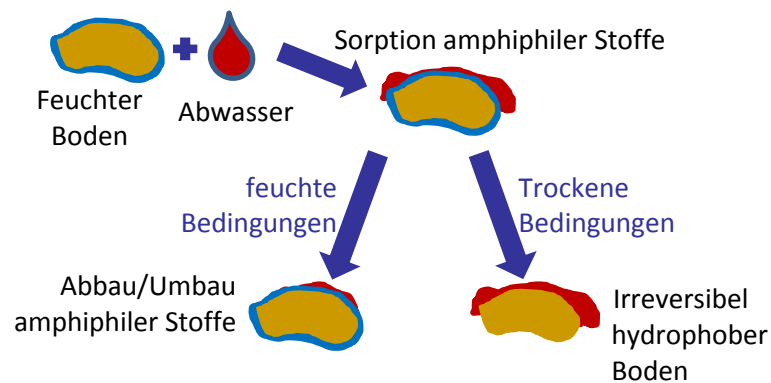 Feuchter
Boden
Abwasser
Sorption amphiphiler Stoffe
feuchte
Bedingungen
Trockene
Bedingungen
Abbau/Umbau
amphiphiler Stoffe
Irreversibel
hydrophober
Boden